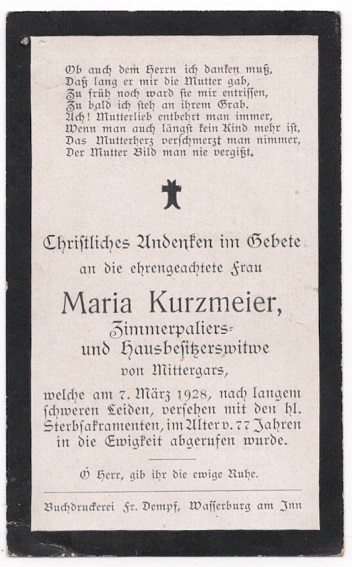 Ob auch dem Herrn ich danken muß,
Daß lang er mir die Mutter gab,
Zu früh noch ward sie mir entrissen,
Zu bald ich steh an ihrem Grab.
Ach! Mutterlieb entbehrt man immer,
Wenn man auch längst kein Kind mehr ist,
Das Mutterherz verschmerzt man nimmer,
Der Mutter Bild man nie vergißt.
Christliches Andenken im Gebete
an die ehrengeachtete Frau
Maria Kurzmeier,
Zimmerpaliers-
und Hausbesitzerswitwe
von Mittergars,
welche am 7. März 1928, nach langem
schweren Leiden, versehen mit den hl.
Sterbsakramenten, im Alter v. 77 Jahren
in die Ewigkeit abgerufen wurde.
O Herr, gib ihr die ewige Ruhe.
Buchdruckerei Fr. Dempf, Wasserburg am Inn